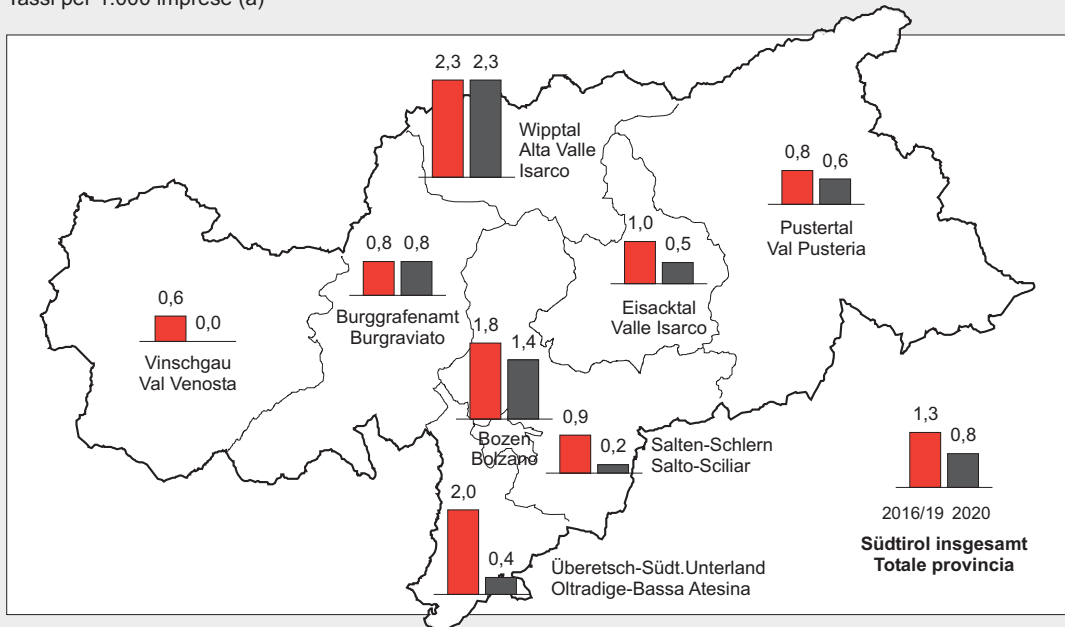 Tassi per 1.000 imprese (a)
2,3 2,3
Wipptal
Alta Valle
Isarco
0,8 0,6
Pustertal
Val Pusteria
1,0 0,5
Eisacktal
Valle Isarco
0,8 0,8
Burggrafenamt
Burgraviato
0,6 0,0
Vinschgau
Val Venosta
1,8 1,4
Bozen
Bolzano
0,9 0,2
Salten-Schlern
Salto-Sciliar
2,0 0,4
Überetsch-Südt.Unterland
Oltradige-Bassa Atesina
1,3 0,8
2016/19 2020
Südtirol insgesamt
Totale provincia